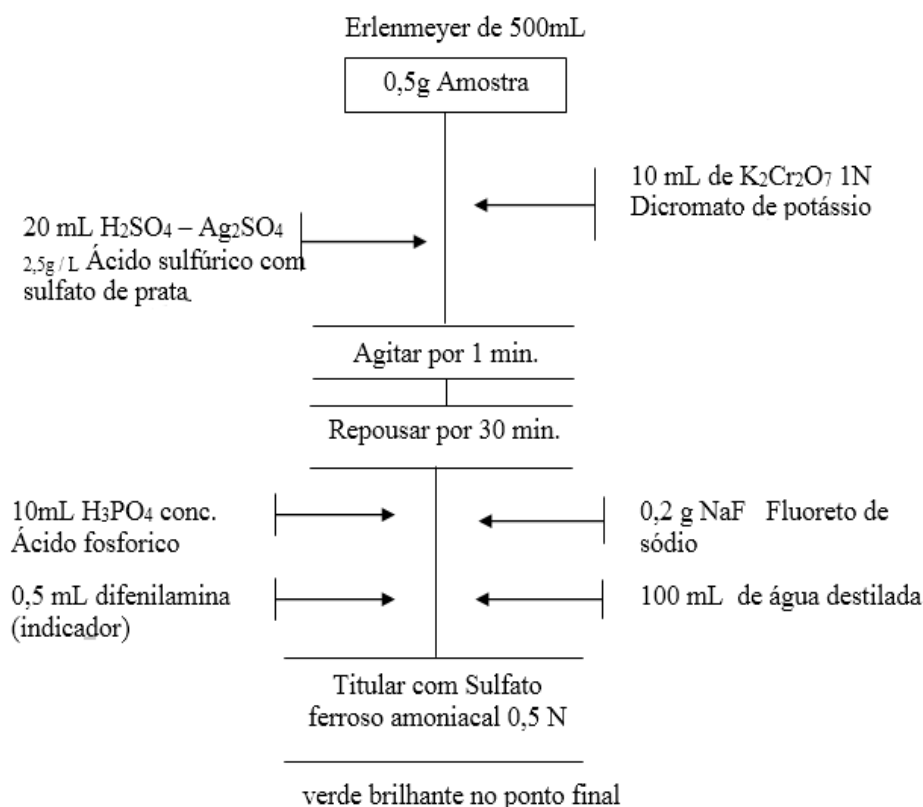 Erlenmeyer de 500mL
0,5g Amostra
10 mL de K₂Cr₂O₇ 1N
Dicromato de potássio
20 mL H₂SO₄ – Ag₂SO₄
2,5g / L Ácido sulfúrico com
sulfato de prata.
Agitar por 1 min.
Repousar por 30 min.
10mL H₃PO₄ conc.
Ácido fosforico
0,2 g NaF Fluoreto de
sódio
0,5 mL difenilamina
(indicador)
100 mL de água destilada
Titular com Sulfato
ferroso amoniacal 0,5 N
verde brilhante no ponto final